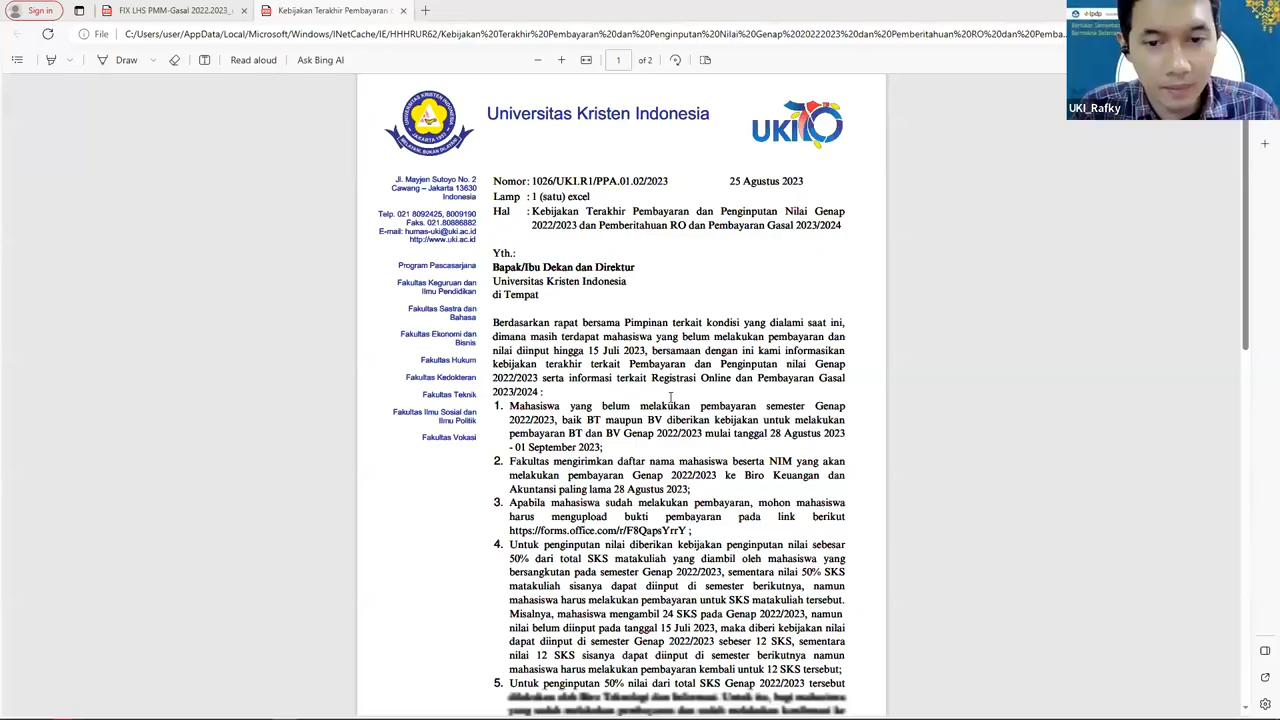 Sign in
FIX LHS PMM-Gasal 2022.2023_
Kebijakan Terakhir Pembayaran d
File
C:/Users/user/AppData/Local/Microsoft/Windows/INetCache/IE/HHHRUR62/Kebijakan%20Terakhir%20Pembayaran%20dan%20Penginputan%20Nilai%20Genap%2020222023%20dan%20Pemberitahuan%20RO%20dan%20Pemba...
Draw
Read aloud
Ask Bing AI
1 of 2
UKI_Rafky
lpdp
UNIVERSITAS KRISTEN INDONESIA
JAKARTA 1953
MELAYANI, BUKAN DILAYANI
Universitas Kristen Indonesia
UKI 70
Jl. Mayjen Sutoyo No. 2
Cawang – Jakarta 13630
Indonesia
Telp. 021 8092425, 8009190
Faks. 021.80886882
E-mail: humas-uki@uki.ac.id
http://www.uki.ac.id
Program Pascasarjana
Fakultas Keguruan dan
Ilmu Pendidikan
Fakultas Sastra dan
Bahasa
Fakultas Ekonomi dan
Bisnis
Fakultas Hukum
Fakultas Kedokteran
Fakultas Teknik
Fakultas Ilmu Sosial dan
Ilmu Politik
Fakultas Vokasi
Nomor : 1026/UKI.R1/PPA.01.02/2023 25 Agustus 2023
Lamp : 1 (satu) excel
Hal : Kebijakan Terakhir Pembayaran dan Penginputan Nilai Genap
2022/2023 dan Pemberitahuan RO dan Pembayaran Gasal 2023/2024
Yth.:
Bapak/Ibu Dekan dan Direktur
Universitas Kristen Indonesia
di Tempat
Berdasarkan rapat bersama Pimpinan terkait kondisi yang dialami saat ini,
dimana masih terdapat mahasiswa yang belum melakukan pembayaran dan
nilai diinput hingga 15 Juli 2023, bersamaan dengan ini kami informasikan
kebijakan terakhir terkait Pembayaran dan Penginputan nilai Genap
2022/2023 serta informasi terkait Registrasi Online dan Pembayaran Gasal
2023/2024 :
1. Mahasiswa yang belum melakukan pembayaran semester Genap
2022/2023, baik BT maupun BV diberikan kebijakan untuk melakukan
pembayaran BT dan BV Genap 2022/2023 mulai tanggal 28 Agustus 2023
- 01 September 2023;
2. Fakultas mengirimkan daftar nama mahasiswa beserta NIM yang akan
melakukan pembayaran Genap 2022/2023 ke Biro Keuangan dan
Akuntansi paling lama 28 Agustus 2023;
3. Apabila mahasiswa sudah melakukan pembayaran, mohon mahasiswa
harus mengupload bukti pembayaran pada link berikut
https://forms.office.com/r/F8QapsYrrY ;
4. Untuk penginputan nilai diberikan kebijakan penginputan nilai sebesar
50% dari total SKS matakuliah yang diambil oleh mahasiswa yang
bersangkutan pada semester Genap 2022/2023, sementara nilai 50% SKS
matakuliah sisanya dapat diinput di semester berikutnya, namun
mahasiswa harus melakukan pembayaran untuk SKS matakuliah tersebut.
Misalnya, mahasiswa mengambil 24 SKS pada Genap 2022/2023, namun
nilai belum diinput pada tanggal 15 Juli 2023, maka diberi kebijakan nilai
dapat diinput di semester Genap 2022/2023 sebeser 12 SKS, sementara
nilai 12 SKS sisanya dapat diinput di semester berikutnya namun
mahasiswa harus melakukan pembayaran kembali untuk 12 SKS tersebut;
5. Untuk penginputan 50% nilai dari total SKS Genap 2022/2023 tersebut